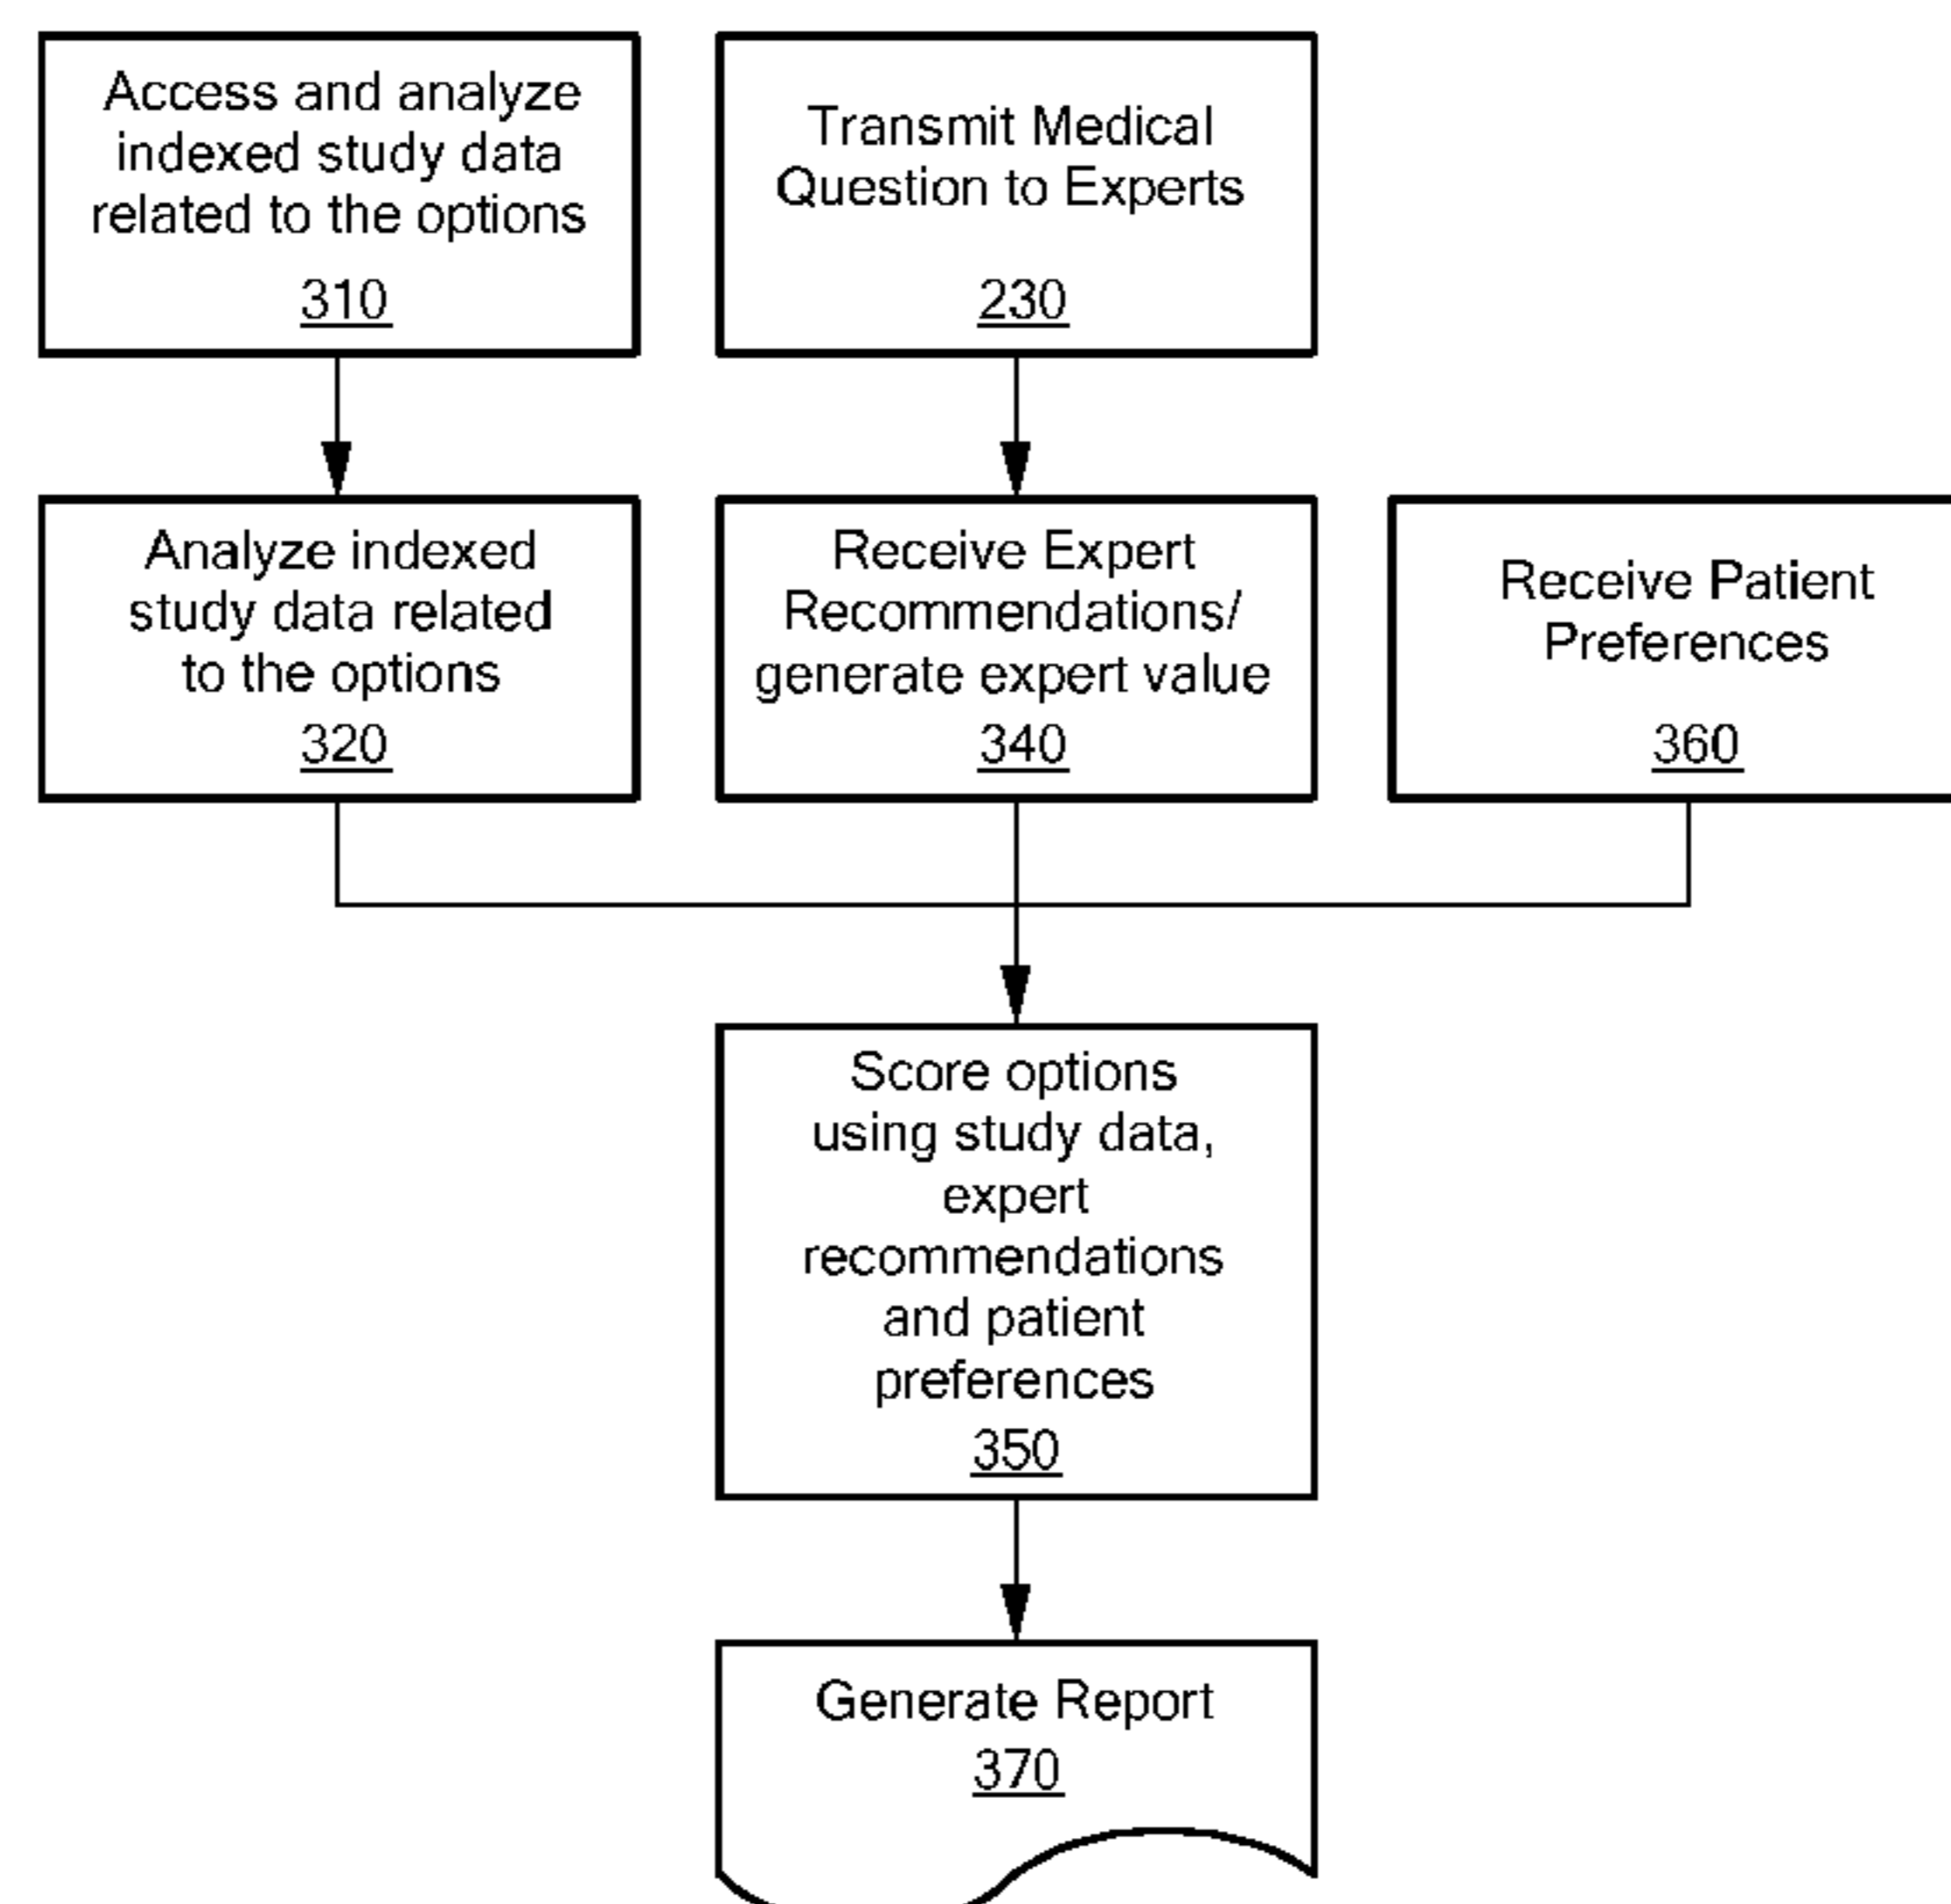 Access and analyze
indexed study data
related to the options
310
Transmit Medical
Question to Experts
230
Analyze indexed
study data related
to the options
320
Receive Expert
Recommendations/
generate expert value
340
Receive Patient
Preferences
360
Score options
using study data,
expert
recommendations
and patient
preferences
350
Generate Report
370